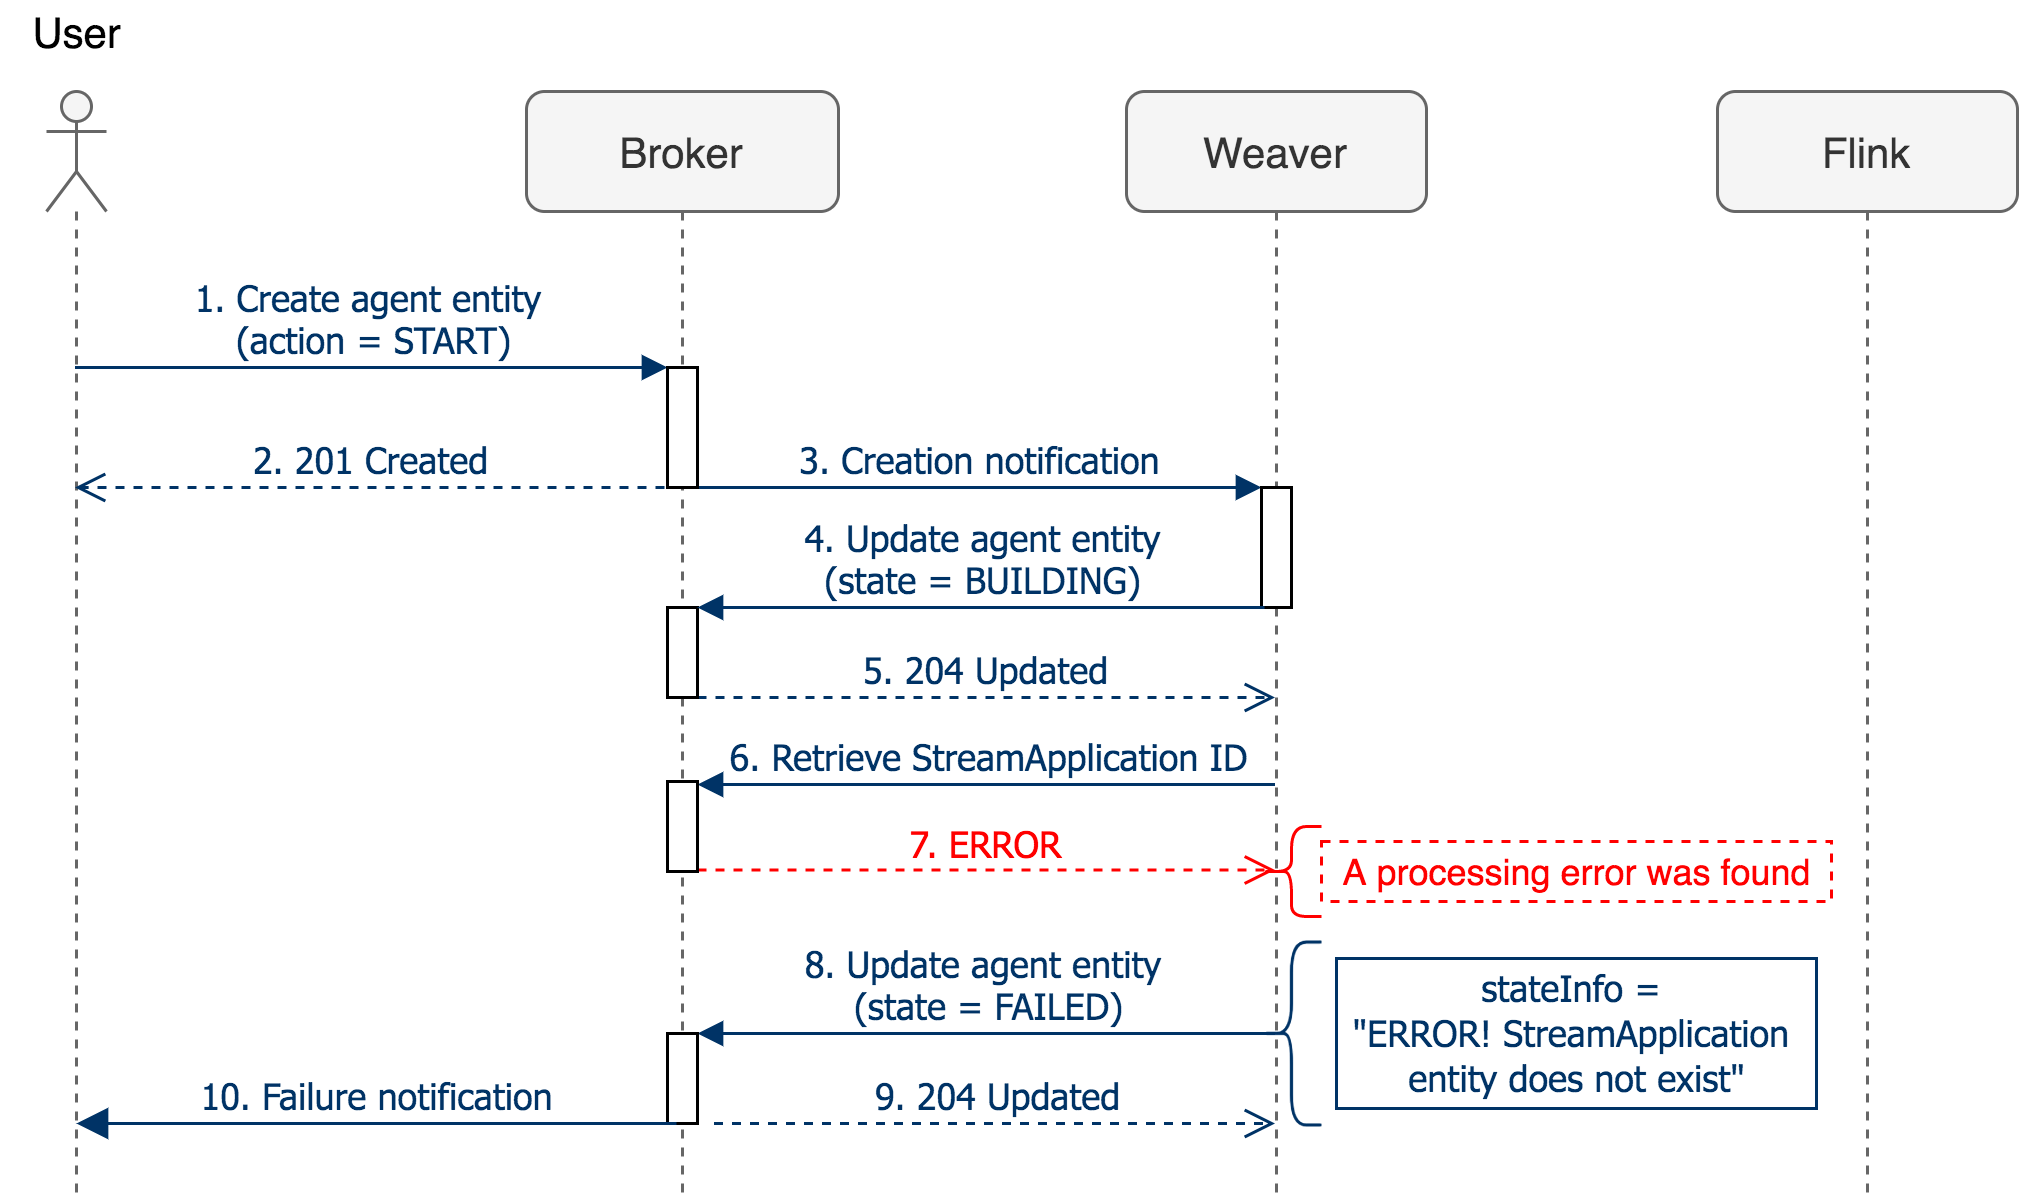 User
Broker
Weaver
Flink
1. Create agent entity
(action = START)
2. 201 Created
3. Creation notification
4. Update agent entity
(state = BUILDING)
5. 204 Updated
6. Retrieve StreamApplication ID
7. ERROR
A processing error was found
8. Update agent entity
(state = FAILED)
stateInfo =
"ERROR! StreamApplication
entity does not exist"
10. Failure notification
9. 204 Updated